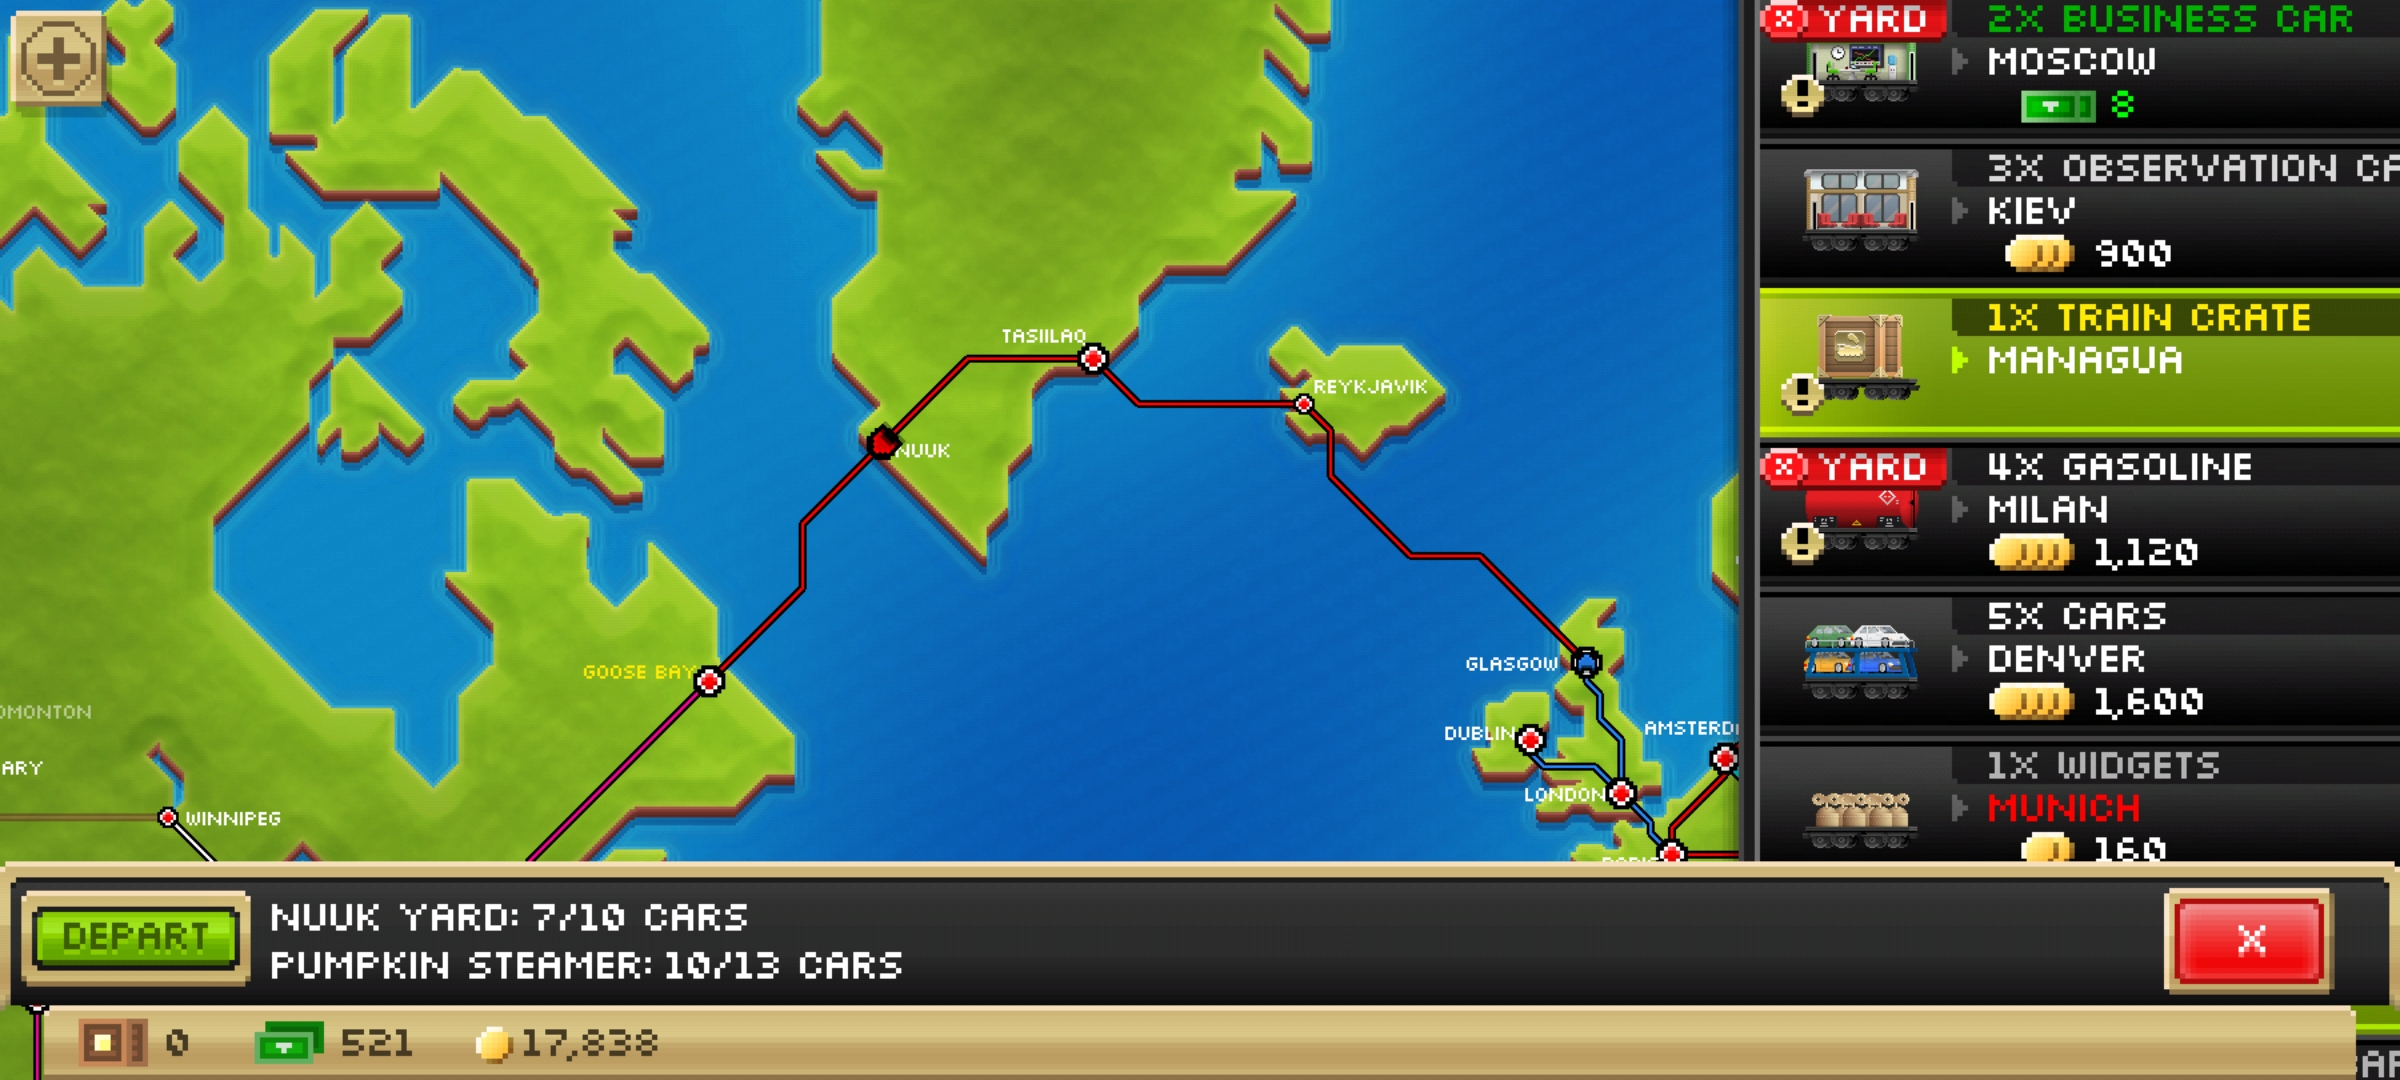 YARD
2X BUSINESS CAR
MOSCOW
8
3X OBSERVATION CA
KIEV
900
1X TRAIN CRATE
MANAGUA
YARD
4X GASOLINE
MILAN
1,120
5X CARS
DENVER
1,600
1X WIDGETS
MUNICH
160
TASIILAQ
REYKJAVIK
NUUK
GOOSE BAY
GLASGOW
DMONTON
AMSTERD
DUBLIN
ARY
LONDON
WINNIPEG
DEPART
NUUK YARD: 7/10 CARS
PUMPKIN STEAMER: 10/13 CARS
X
0
521
17,838